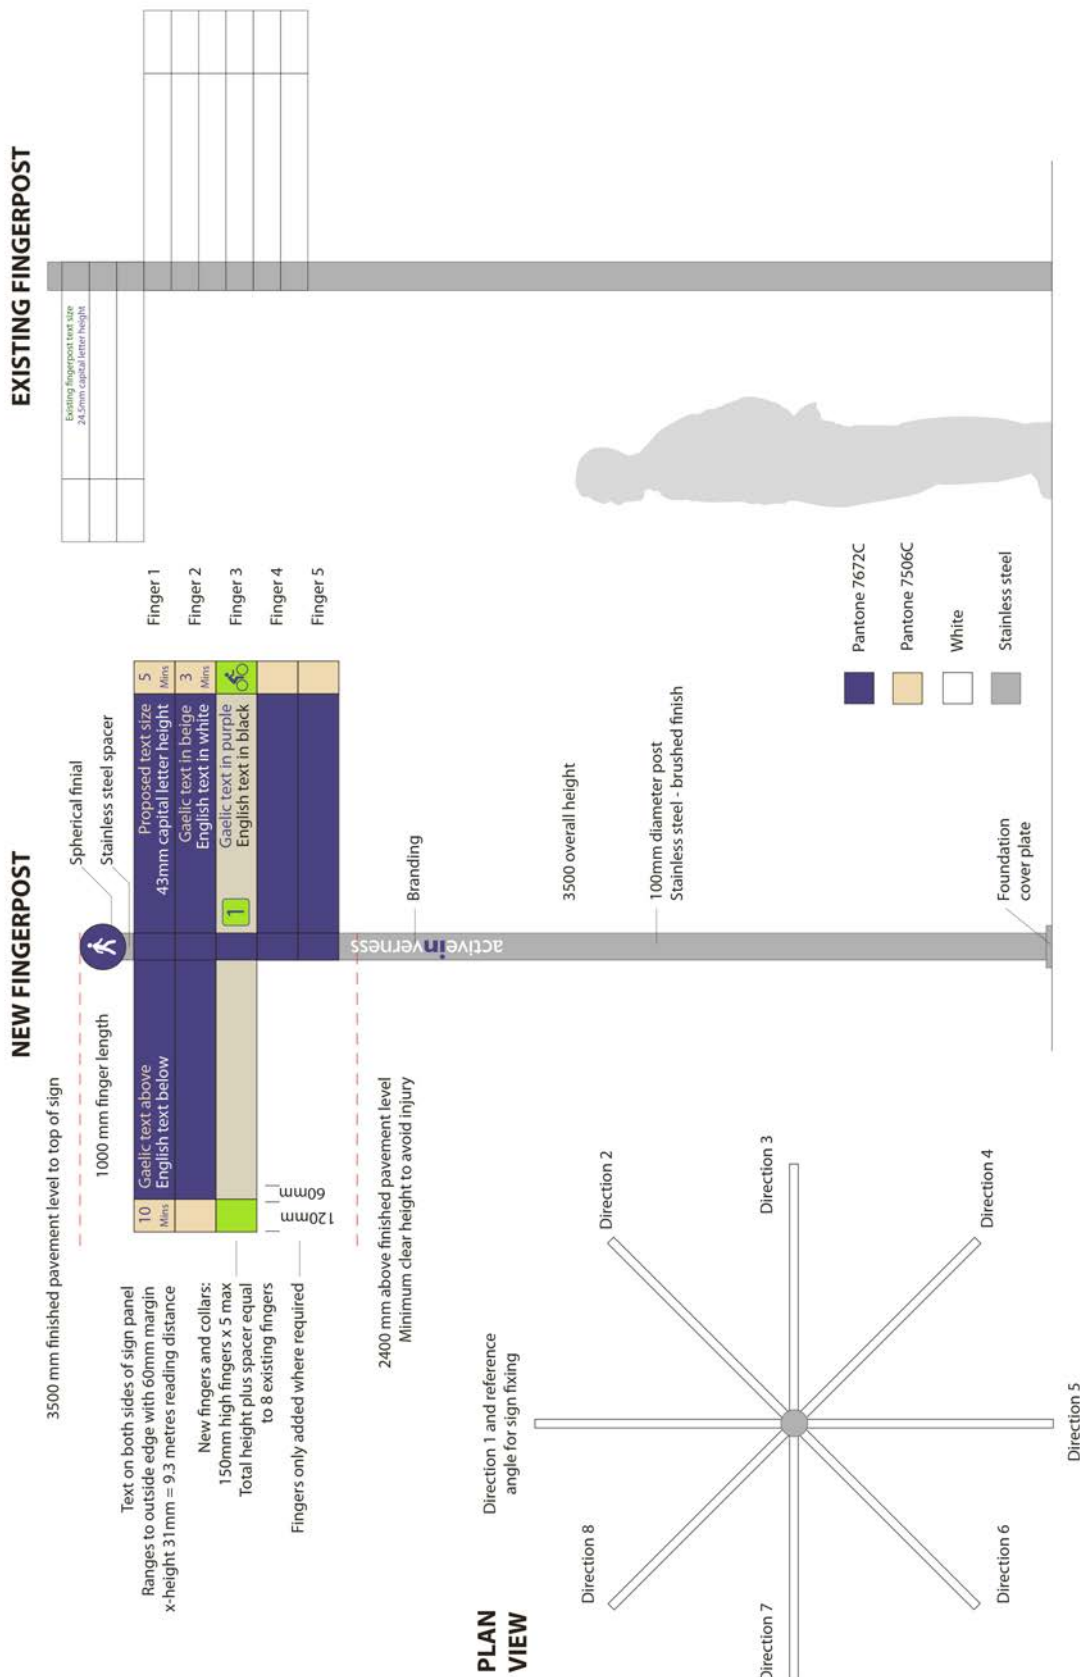 NEW FINGERPOST
3500 mm finished pavement level to top of sign
1000 mm finger length
Spherical finial
Stainless steel spacer
Text on both sides of sign panel
Ranges to outside edge with 60mm margin
x-height 31mm = 9.3 metres reading distance
10
Mins
Gaelic text above
English text below
Proposed text size
43mm capital letter height
5
Mins
Finger 1
Gaelic text in beige
English text in white
3
Mins
Finger 2
1
Gaelic text in purple
English text in black
Finger 3
Finger 4
Finger 5
New fingers and collars:
150mm high fingers x 5 max
Total height plus spacer equal
to 8 existing fingers
120mm
60mm
Fingers only added where required
2400 mm above finished pavement level
Minimum clear height to avoid injury
activeinverness
Branding
3500 overall height
100mm diameter post
Stainless steel - brushed finish
Foundation
cover plate
EXISTING FINGERPOST
Existing fingerpost text size
24.5mm capital letter height
Pantone 7672C
Pantone 7506C
White
Stainless steel
PLAN
VIEW
Direction 1 and reference
angle for sign fixing
Direction 2
Direction 3
Direction 4
Direction 5
Direction 6
Direction 7
Direction 8